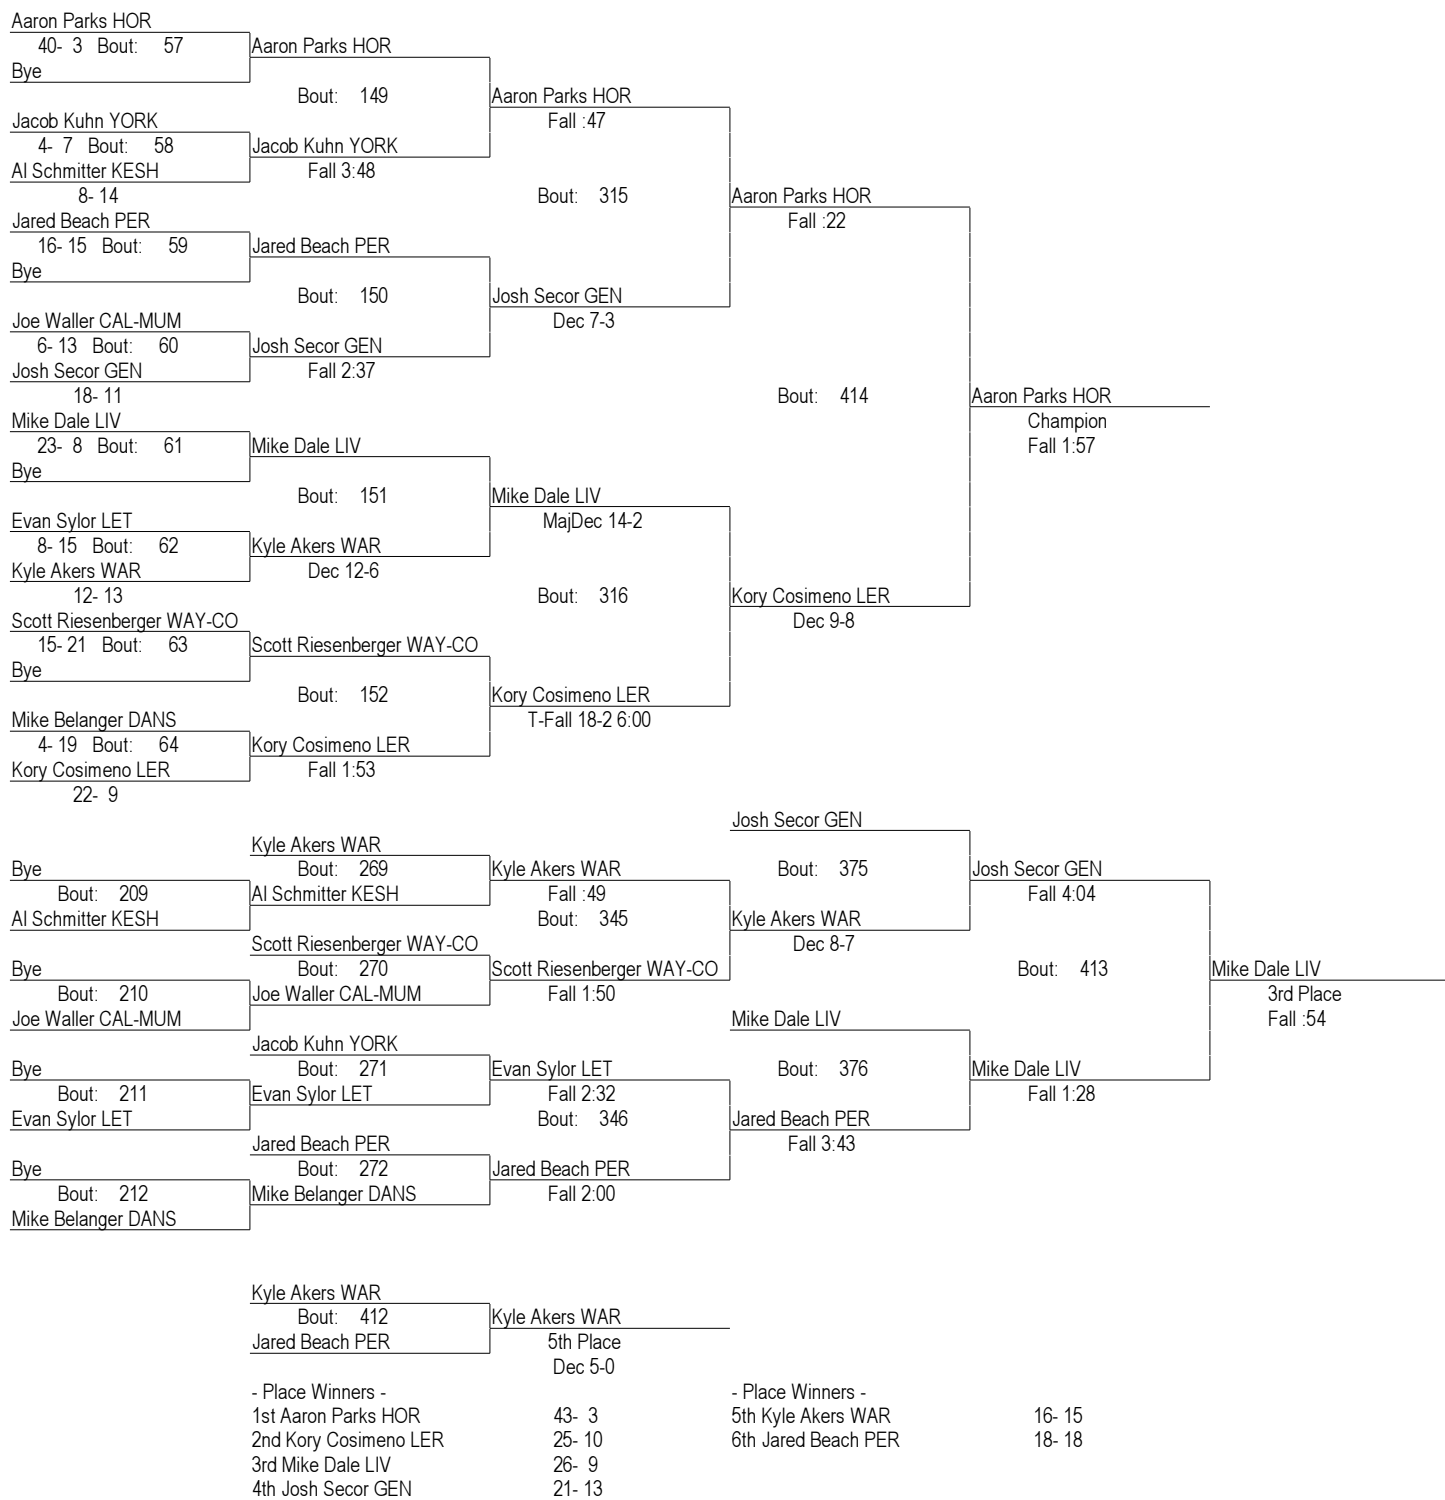 Aaron Parks HOR
40- 3 Bout: 57 Aaron Parks HOR
Bye
Bout: 149 Aaron Parks HOR
Jacob Kuhn YORK Fall :47
4- 7 Bout: 58 Jacob Kuhn YORK
Al Schmitter KESH Fall 3:48
8- 14 Bout: 315 Aaron Parks HOR
Jared Beach PER Fall :22
16- 15 Bout: 59 Jared Beach PER
Bye
Bout: 150 Josh Secor GEN
Joe Waller CAL-MUM Dec 7-3
6- 13 Bout: 60 Josh Secor GEN
Josh Secor GEN Fall 2:37
18- 11 Bout: 414 Aaron Parks HOR
Mike Dale LIV Champion
23- 8 Bout: 61 Mike Dale LIV Fall 1:57
Bye
Bout: 151 Mike Dale LIV
Evan Sylor LET MajDec 14-2
8- 15 Bout: 62 Kyle Akers WAR
Kyle Akers WAR Dec 12-6
12- 13 Bout: 316 Kory Cosimeno LER
Scott Riesenberger WAY-CO Dec 9-8
15- 21 Bout: 63 Scott Riesenberger WAY-CO
Bye
Bout: 152 Kory Cosimeno LER
Mike Belanger DANS T-Fall 18-2 6:00
4- 19 Bout: 64 Kory Cosimeno LER
Kory Cosimeno LER Fall 1:53
22- 9
Josh Secor GEN
Kyle Akers WAR
Bye Bout: 269 Kyle Akers WAR Bout: 375 Josh Secor GEN
Bout: 209 Al Schmitter KESH Fall :49 Fall 4:04
Al Schmitter KESH Bout: 345 Kyle Akers WAR
Scott Riesenberger WAY-CO Dec 8-7
Bye Bout: 270 Scott Riesenberger WAY-CO Bout: 413 Mike Dale LIV
Bout: 210 Joe Waller CAL-MUM Fall 1:50 3rd Place
Joe Waller CAL-MUM Mike Dale LIV Fall :54
Jacob Kuhn YORK
Bye Bout: 271 Evan Sylor LET Bout: 376 Mike Dale LIV
Bout: 211 Evan Sylor LET Fall 2:32 Fall 1:28
Evan Sylor LET Bout: 346 Jared Beach PER
Jared Beach PER Fall 3:43
Bye Bout: 272 Jared Beach PER
Bout: 212 Mike Belanger DANS Fall 2:00
Mike Belanger DANS
Kyle Akers WAR
Bout: 412 Kyle Akers WAR
Jared Beach PER 5th Place
Dec 5-0
- Place Winners - - Place Winners -
1st Aaron Parks HOR 43- 3 5th Kyle Akers WAR 16- 15
2nd Kory Cosimeno LER 25- 10 6th Jared Beach PER 18- 18
3rd Mike Dale LIV 26- 9
4th Josh Secor GEN 21- 13